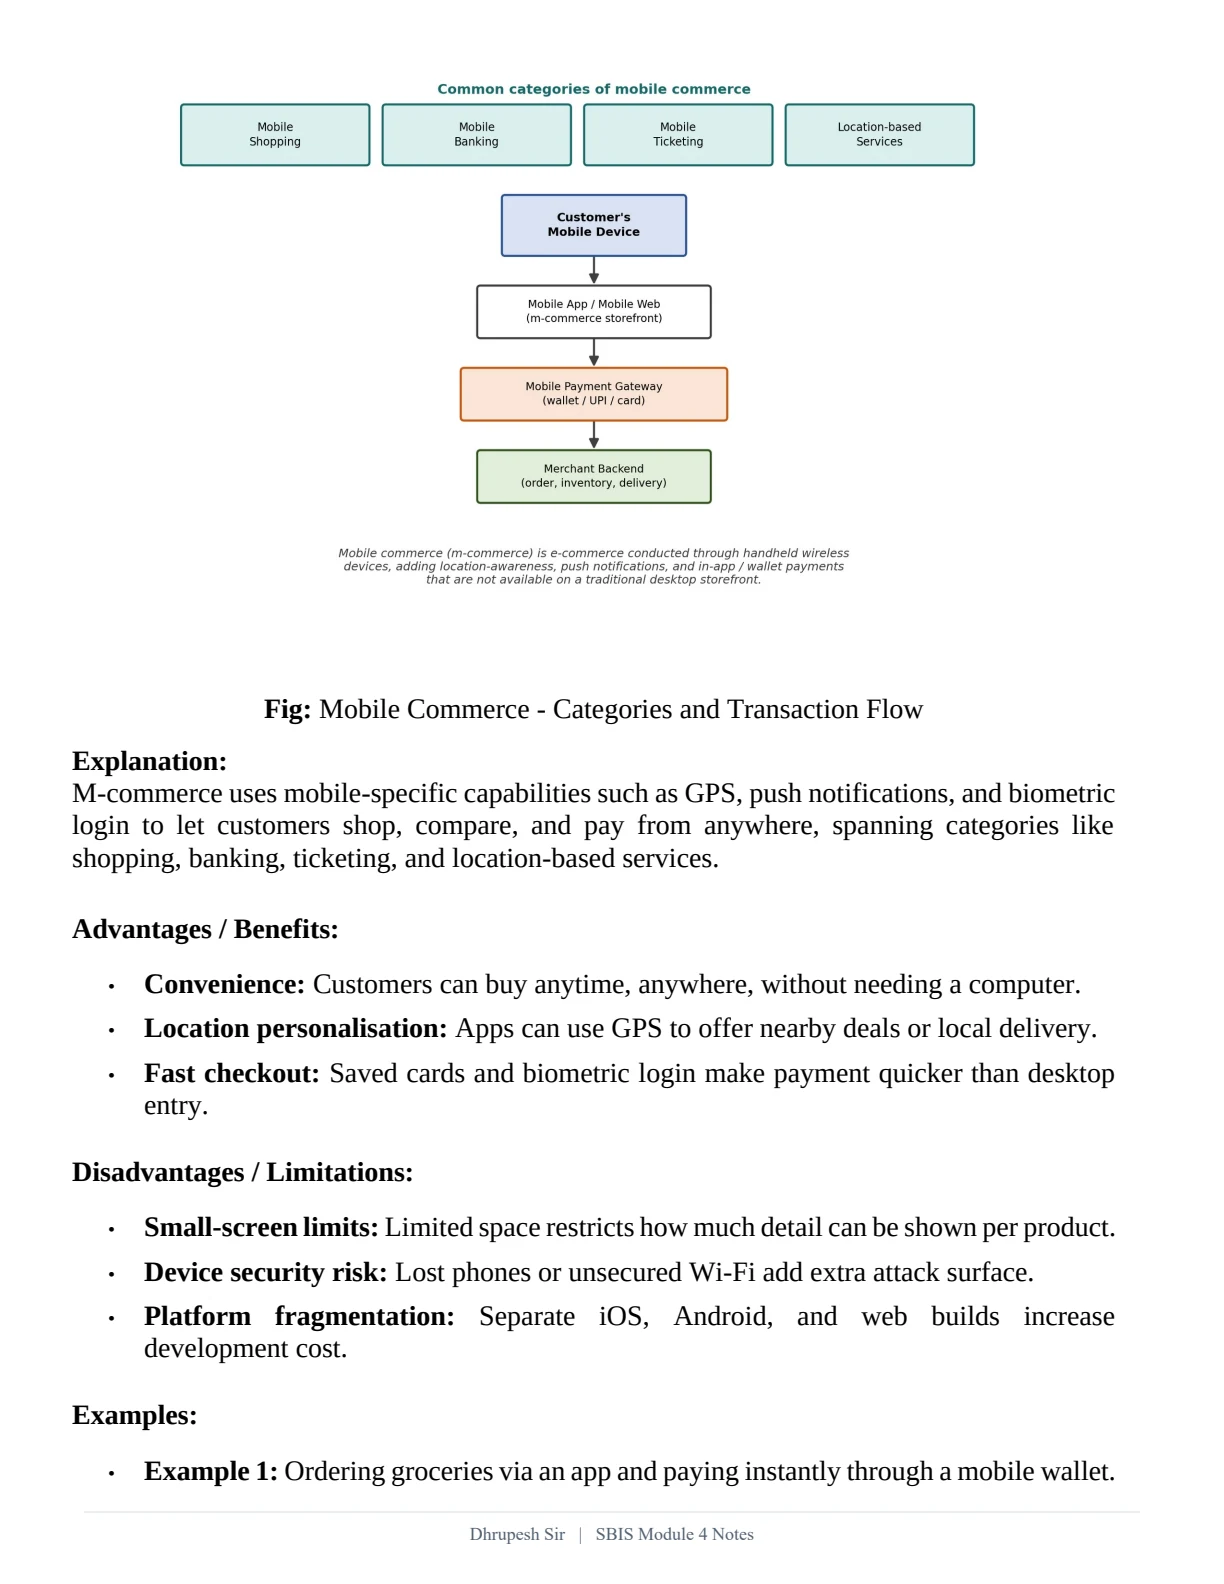 Common categories of mobile commerce
Mobile
Shopping
Mobile
Banking
Mobile
Ticketing
Location-based
Services
Customer's
Mobile Device
Mobile App / Mobile Web
(m-commerce storefront)
Mobile Payment Gateway
(wallet / UPI / card)
Merchant Backend
(order, inventory, delivery)
Mobile commerce (m-commerce) is e-commerce conducted through handheld wireless
devices, adding location-awareness, push notifications, and in-app / wallet payments
that are not available on a traditional desktop storefront.
Fig: Mobile Commerce - Categories and Transaction Flow
Explanation:
M-commerce uses mobile-specific capabilities such as GPS, push notifications, and biometric
login to let customers shop, compare, and pay from anywhere, spanning categories like
shopping, banking, ticketing, and location-based services.
Advantages / Benefits:
• Convenience: Customers can buy anytime, anywhere, without needing a computer.
• Location personalisation: Apps can use GPS to offer nearby deals or local delivery.
• Fast checkout: Saved cards and biometric login make payment quicker than desktop
entry.
Disadvantages / Limitations:
• Small-screen limits: Limited space restricts how much detail can be shown per product.
• Device security risk: Lost phones or unsecured Wi-Fi add extra attack surface.
• Platform fragmentation: Separate iOS, Android, and web builds increase
development cost.
Examples:
• Example 1: Ordering groceries via an app and paying instantly through a mobile wallet.
Dhrupesh Sir | SBIS Module 4 Notes